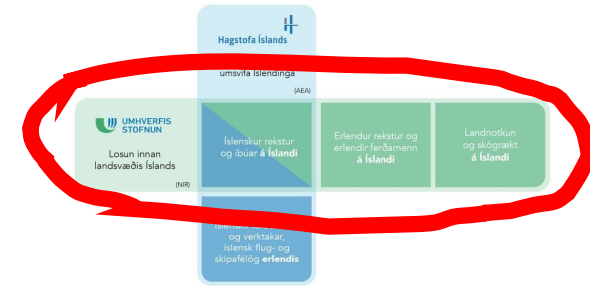 Hagstofa Íslands
umsvifa Íslendinga
(AEA)
UMHVERFIS
STOFNUN
Losun innan
landsvæðis Íslands
(NIR)
Íslenskur rekstur
og íbúar á Íslandi
Erlendur rekstur og
erlendir ferðamenn
á Íslandi
Landnotkun
og skógrækt
á Íslandi
og verktakar,
íslensk flug- og
skipafélög erlendis